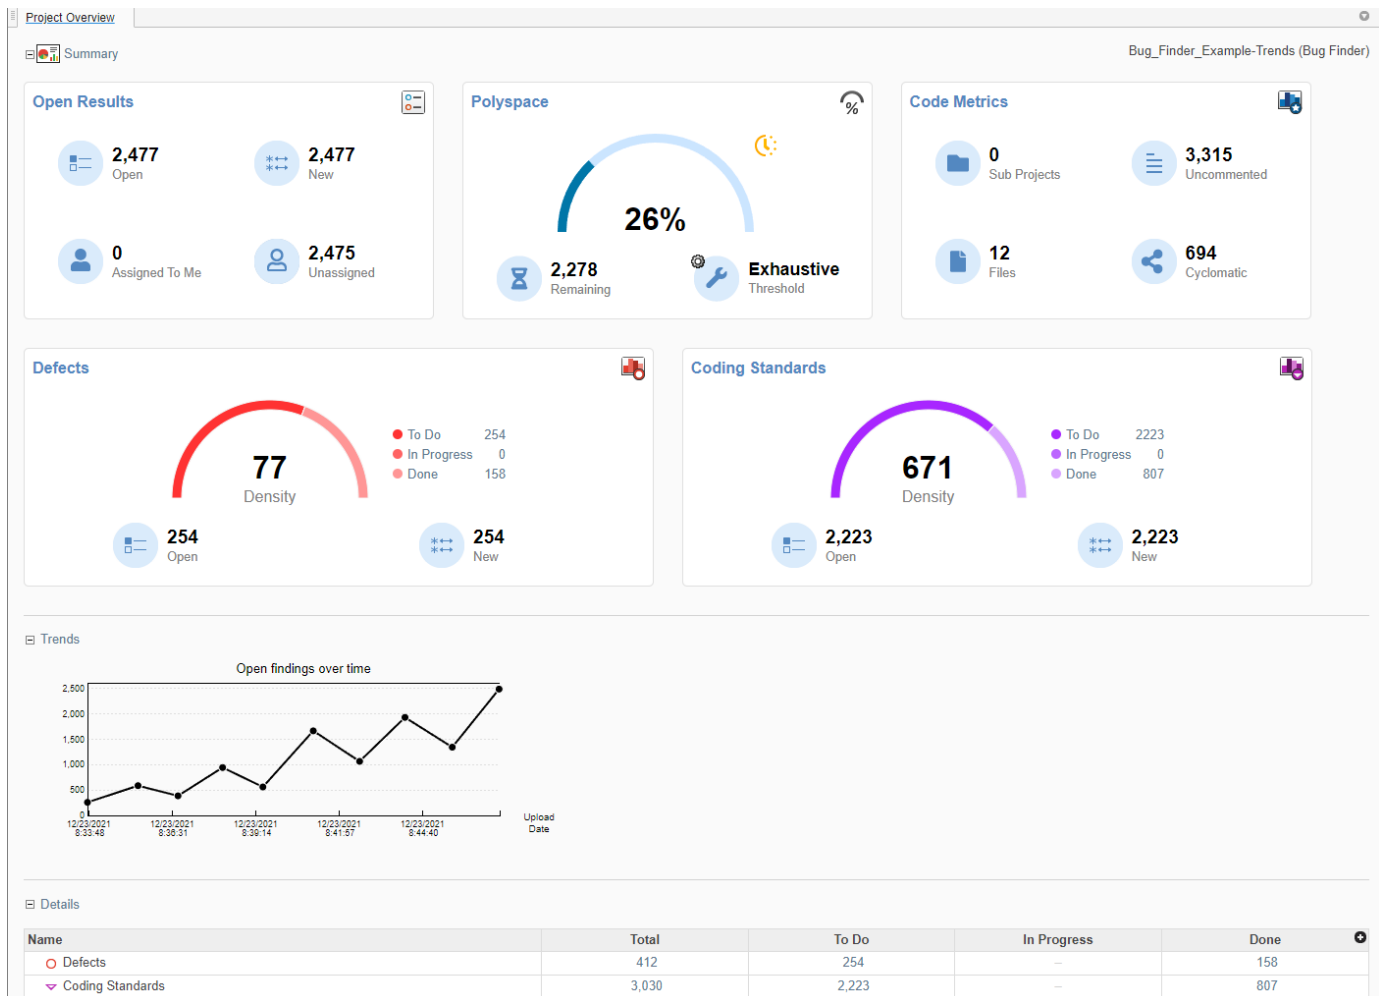 Project Overview
Summary
Bug_Finder_Example-Trends (Bug Finder)
Open Results
2,477
Open
2,477
New
0
Assigned To Me
2,475
Unassigned
Polyspace
%
26%
2,278
Remaining
Exhaustive
Threshold
Code Metrics
0
Sub Projects
3,315
Uncommented
12
Files
694
Cyclomatic
Defects
77
Density
To Do 254
In Progress 0
Done 158
254
Open
254
New
Coding Standards
671
Density
To Do 2223
In Progress 0
Done 807
2,223
Open
2,223
New
Trends
Open findings over time
2,500
2,000
1,500
1,000
500
0
12/23/2021 12/23/2021 12/23/2021 12/23/2021 12/23/2021
8:33:48 8:36:31 8:39:14 8:41:57 8:44:40
Upload
Date
Details
Name Total To Do In Progress Done
Defects 412 254 – 158
Coding Standards 3,030 2,223 – 807